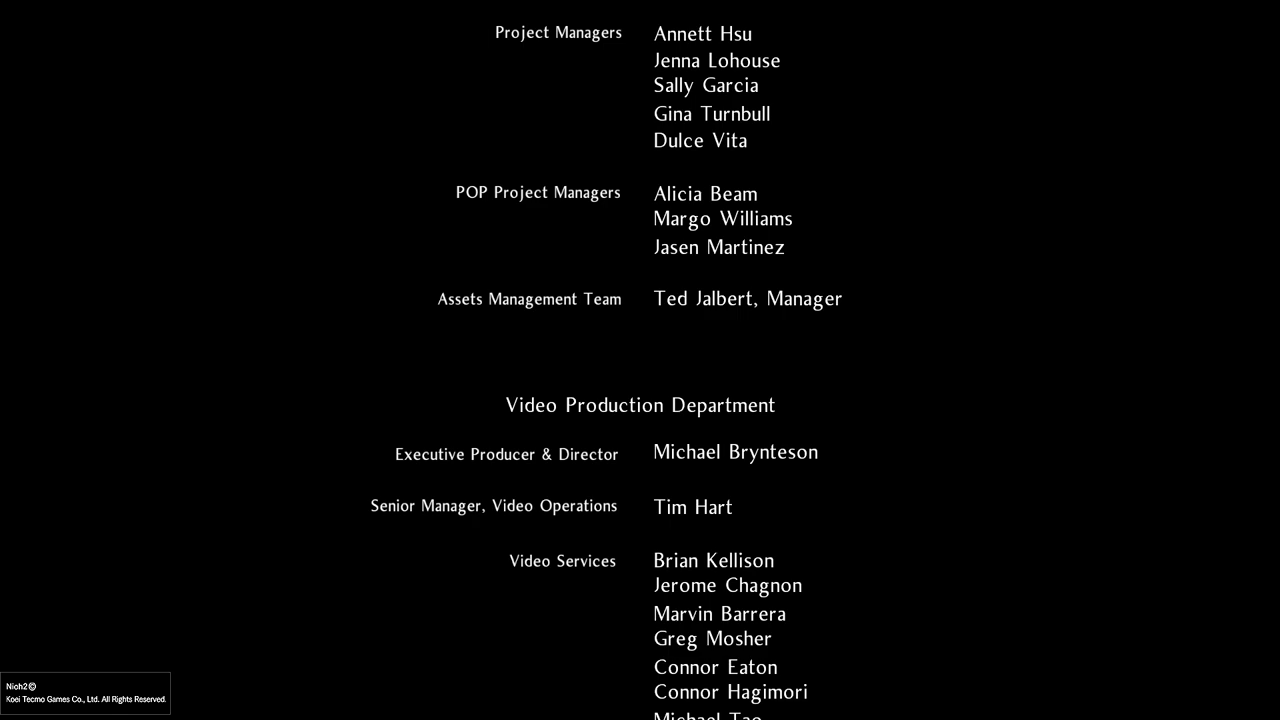 Project Managers Annett Hsu
Jenna Lohouse
Sally Garcia
Gina Turnbull
Dulce Vita
POP Project Managers Alicia Beam
Margo Williams
Jasen Martinez
Assets Management Team Ted Jalbert, Manager
Video Production Department
Executive Producer & Director Michael Brynteson
Senior Manager, Video Operations Tim Hart
Video Services Brian Kellison
Jerome Chagnon
Marvin Barrera
Greg Mosher
Connor Eaton
Connor Hagimori
Michael Tao
Nioh2©
Koei Tecmo Games Co., Ltd. All Rights Reserved.